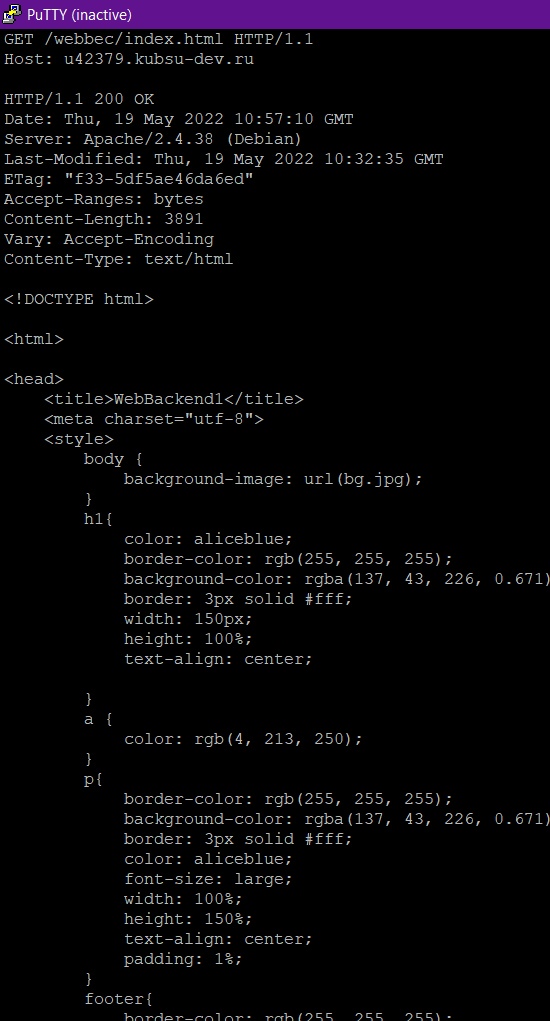 PuTTY (inactive)
GET /webbec/index.html HTTP/1.1
Host: u42379.kubsu-dev.ru

HTTP/1.1 200 OK
Date: Thu, 19 May 2022 10:57:10 GMT
Server: Apache/2.4.38 (Debian)
Last-Modified: Thu, 19 May 2022 10:32:35 GMT
ETag: "f33-5df5ae46da6ed"
Accept-Ranges: bytes
Content-Length: 3891
Vary: Accept-Encoding
Content-Type: text/html

<!DOCTYPE html>

<html>

<head>
    <title>WebBackend1</title>
    <meta charset="utf-8">
    <style>
        body {
            background-image: url(bg.jpg);
        }
        h1{
            color: aliceblue;
            border-color: rgb(255, 255, 255);
            background-color: rgba(137, 43, 226, 0.671)
            border: 3px solid #fff;
            width: 150px;
            height: 100%;
            text-align: center;

        }
        a {
            color: rgb(4, 213, 250);
        }
        p{
            border-color: rgb(255, 255, 255);
            background-color: rgba(137, 43, 226, 0.671)
            border: 3px solid #fff;
            color: aliceblue;
            font-size: large;
            width: 100%;
            height: 150%;
            text-align: center;
            padding: 1%;
        }
        footer{
            border-color: rgb(255, 255, 255);